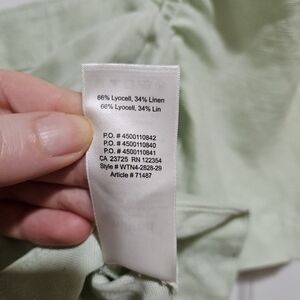 66% Lyocell, 34% Linen
66% Lyocell, 34% Lin
P.O. # 4500110842
P.O. # 4500110840
P.O. # 4500110841
CA 23725 RN 122354
Style # WTN4-2828-29
Article # 71487